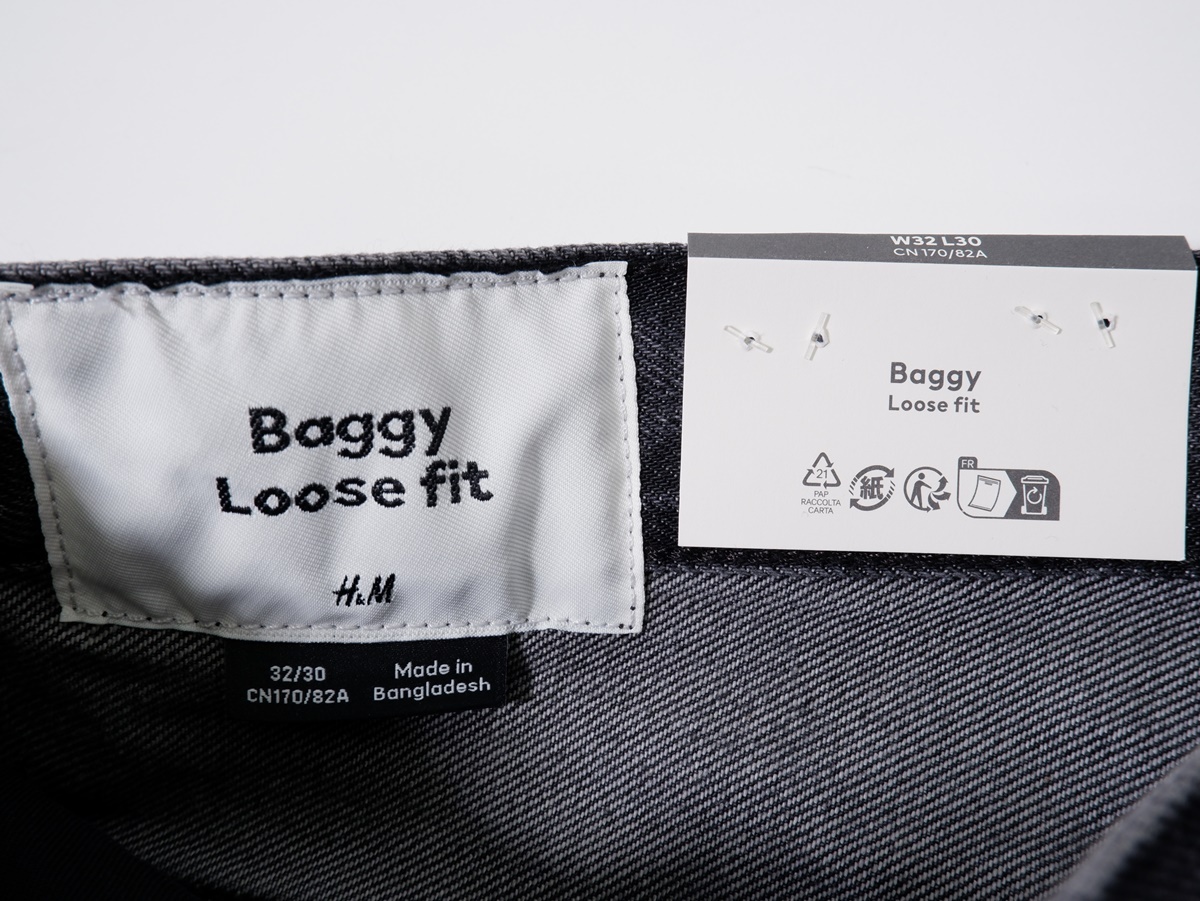 Baggy
Loose fit
H&M
32/30
CN170/82A
Made in
Bangladesh
W32 L30
CN 170/82A
Baggy
Loose fit
21
PAP
RACCOLTA
CARTA
紙
FR